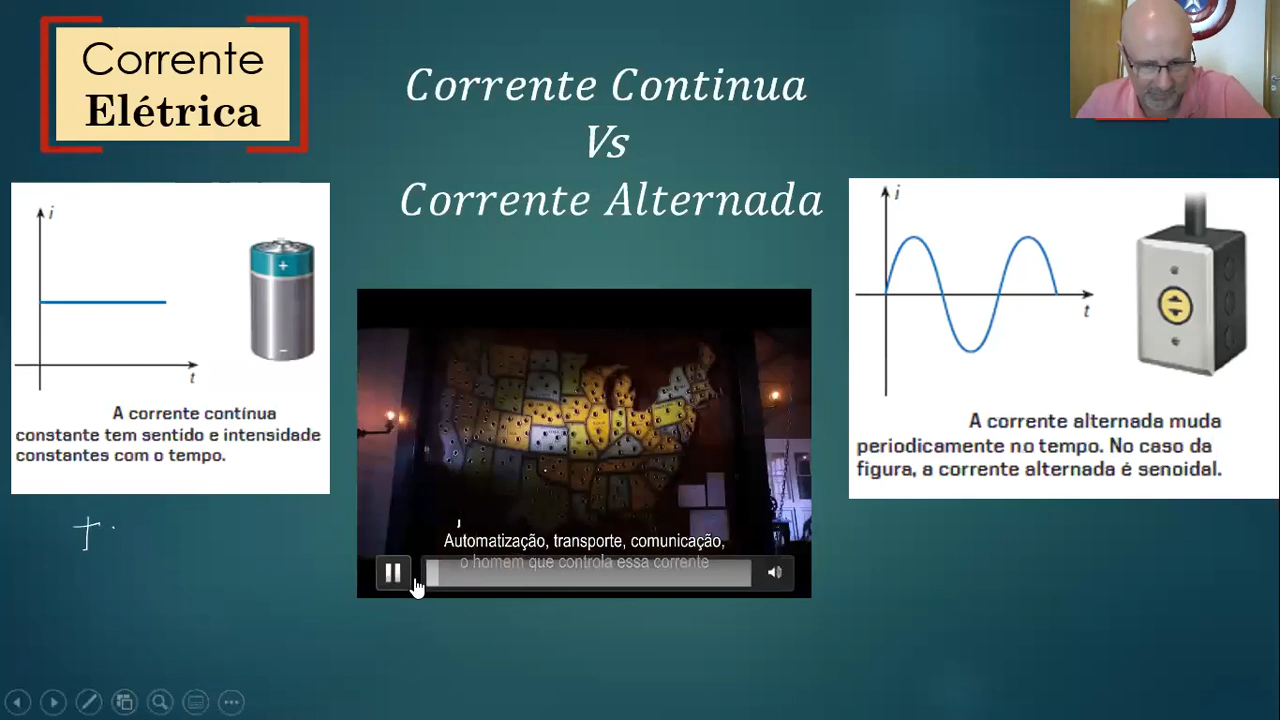 Corrente
Elétrica
Corrente Continua
Vs
Corrente Alternada
i
+
-
t
A corrente contínua
constante tem sentido e intensidade
constantes com o tempo.
i
t
A corrente alternada muda
periodicamente no tempo. No caso da
figura, a corrente alternada é senoidal.
Automatização, transporte, comunicação,
o homem que controla essa corrente